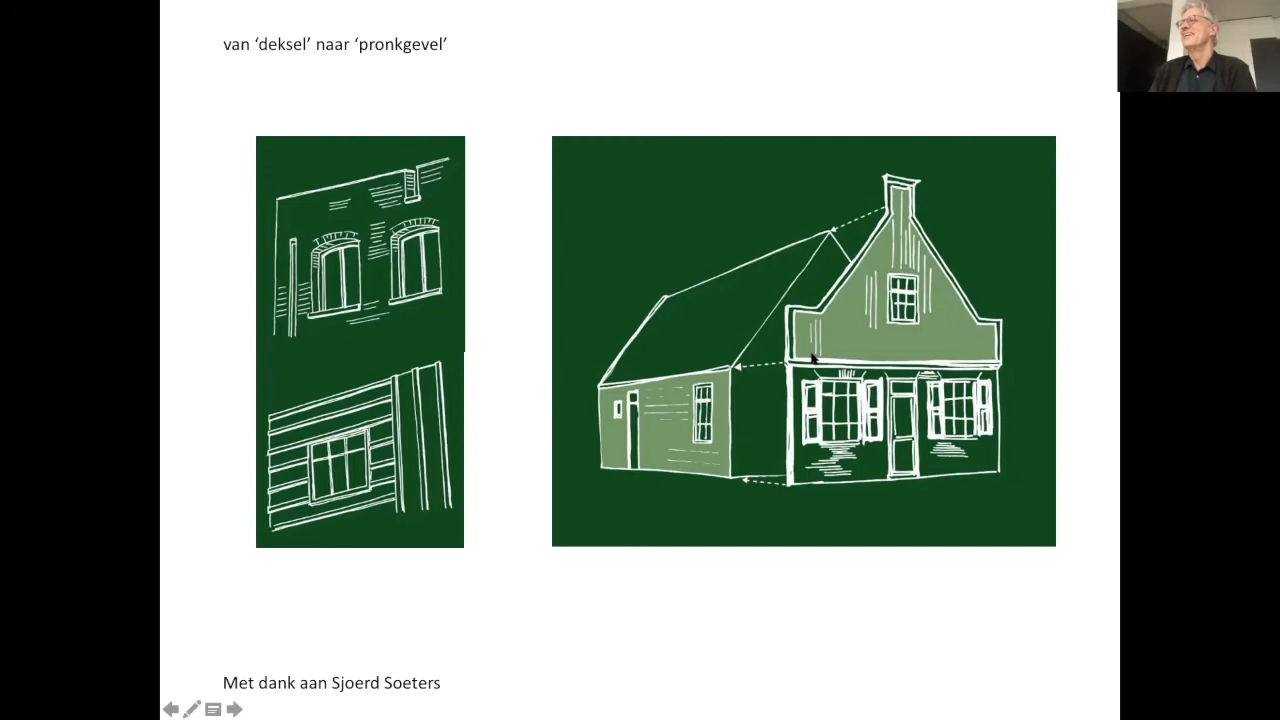 van ‘deksel’ naar ‘pronkgevel’
Met dank aan Sjoerd Soeters